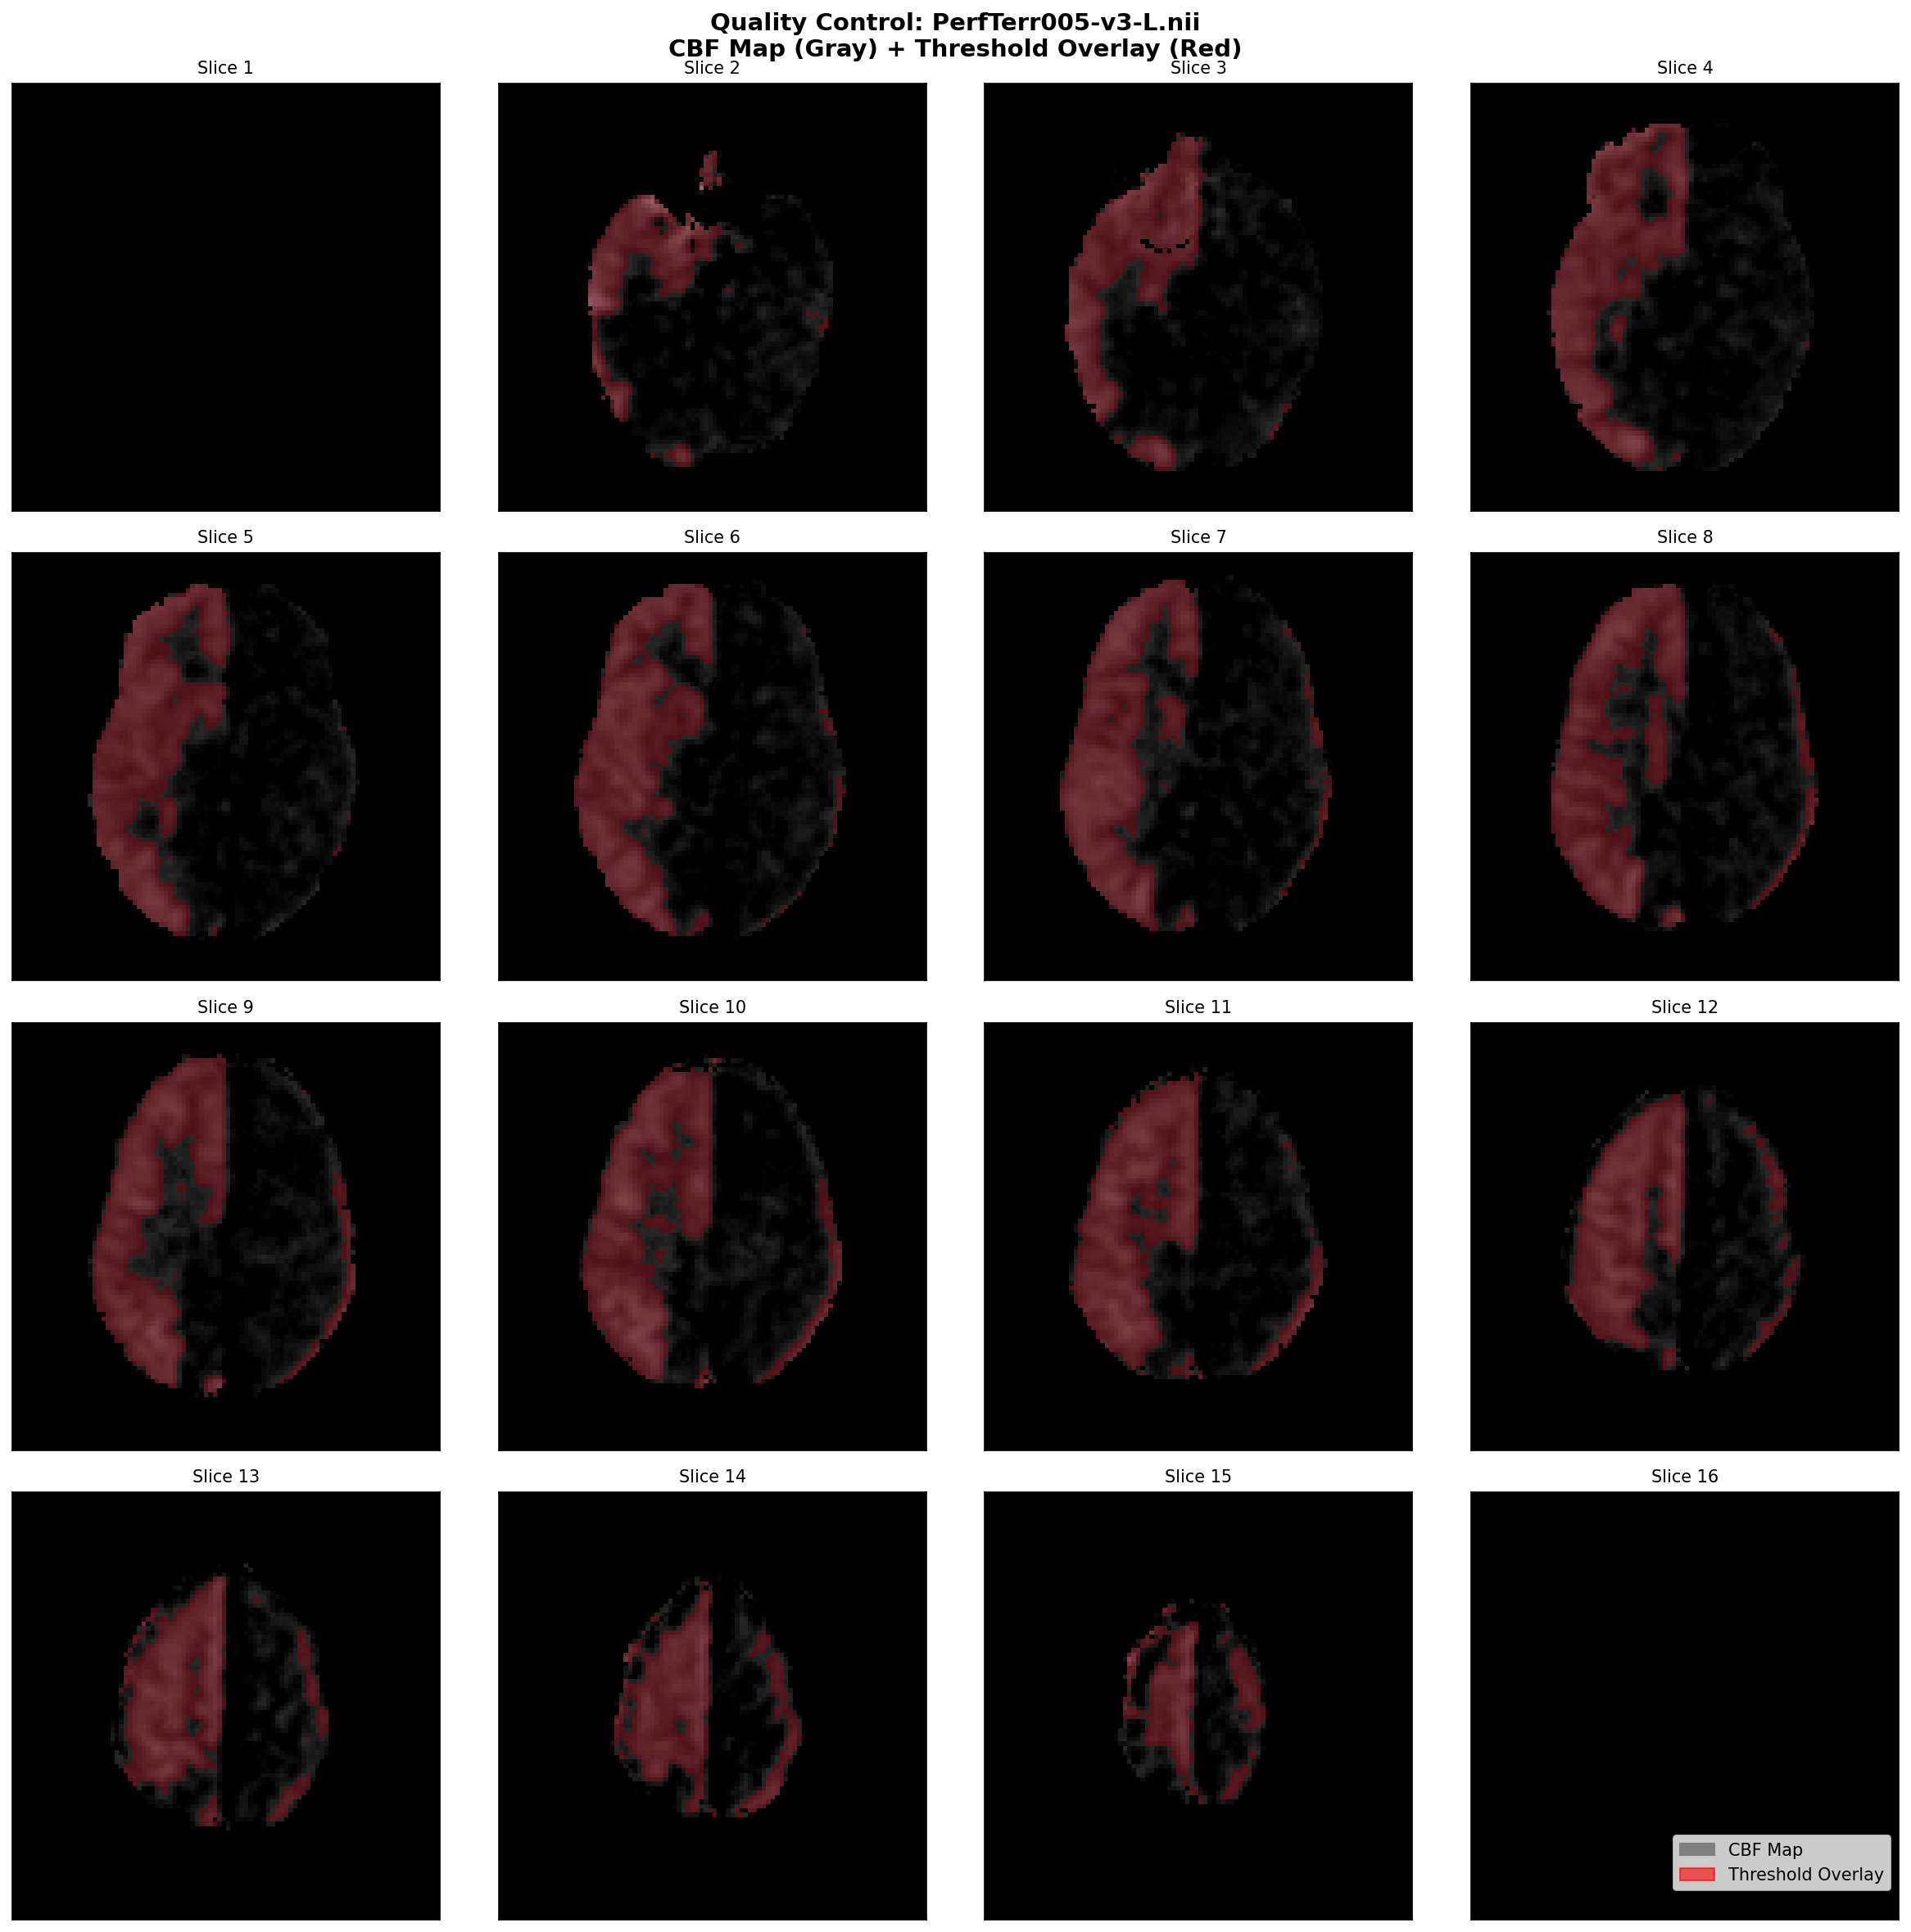 Quality Control: PerfTerr005-v3-L.nii
CBF Map (Gray) + Threshold Overlay (Red)
Slice 1
Slice 2
Slice 3
Slice 4
Slice 5
Slice 6
Slice 7
Slice 8
Slice 9
Slice 10
Slice 11
Slice 12
Slice 13
Slice 14
Slice 15
Slice 16
CBF Map
Threshold Overlay